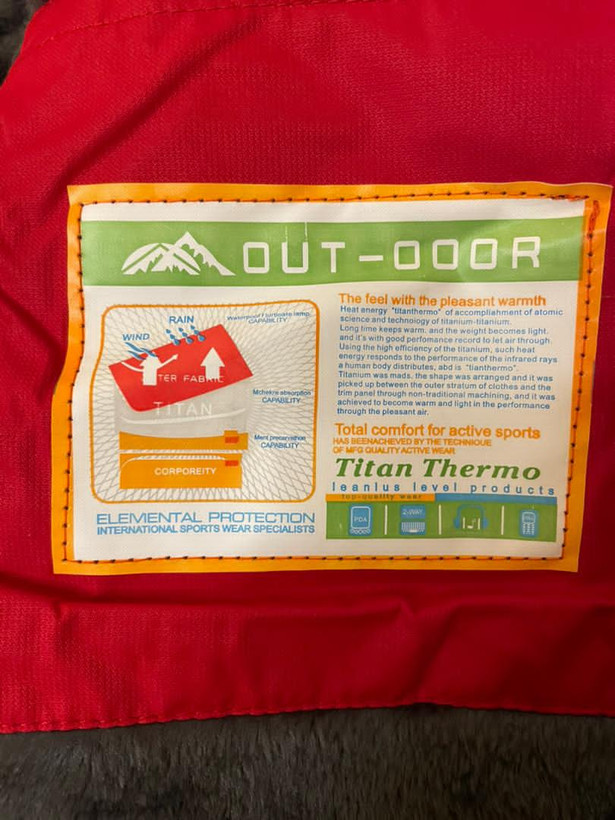 OUT-OOOR
WIND
RAIN
CAPABILITY
TER FABRIC
TITAN
CAPABILITY
CAPABILITY
CORPOREITY
ELEMENTAL PROTECTION
INTERNATIONAL SPORTS WEAR SPECIALISTS
The feel with the pleasant warmth
Heat energy "titanthermo" of accomplishment of atomic
science and technology of titanium-titanium.
Long time keeps warm. and the weight becomes light.
and it's with good perfomance record to let air through.
Using the high efficiency of the titanium, such heat
energy responds to the performance of the infrared rays
a human body distributes; abd is "tianthermo".
Titanium was mads. the shape was arranged and it was
picked up between the outer stratum of clothes and the
trim panel through non-traditional machining, and it was
achieved to become warm and light in the performance
through the pleasant air.
Total comfort for active sports
HAS BEENACHEVED BY THE TECHNIQUE
OF MFG QUALITY ACTIVE WEAR
Titan Thermo
leanlus level products
top-quality wear
PDA
2-WAY